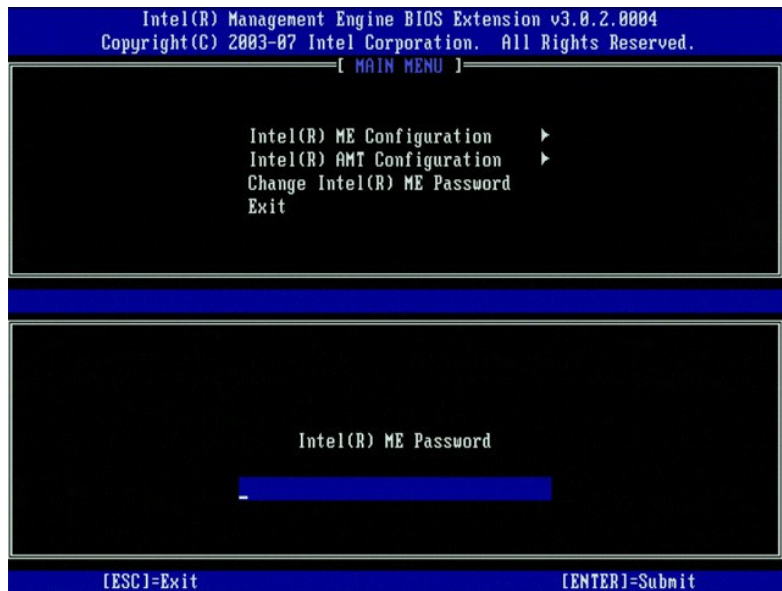 Intel(R) Management Engine BIOS Extension v3.0.2.0004
Copyright(C) 2003-07 Intel Corporation. All Rights Reserved.
[ MAIN MENU ]
Intel(R) ME Configuration ►
Intel(R) AMT Configuration ►
Change Intel(R) ME Password
Exit
Intel(R) ME Password
[ESC]=Exit [ENTER]=Submit